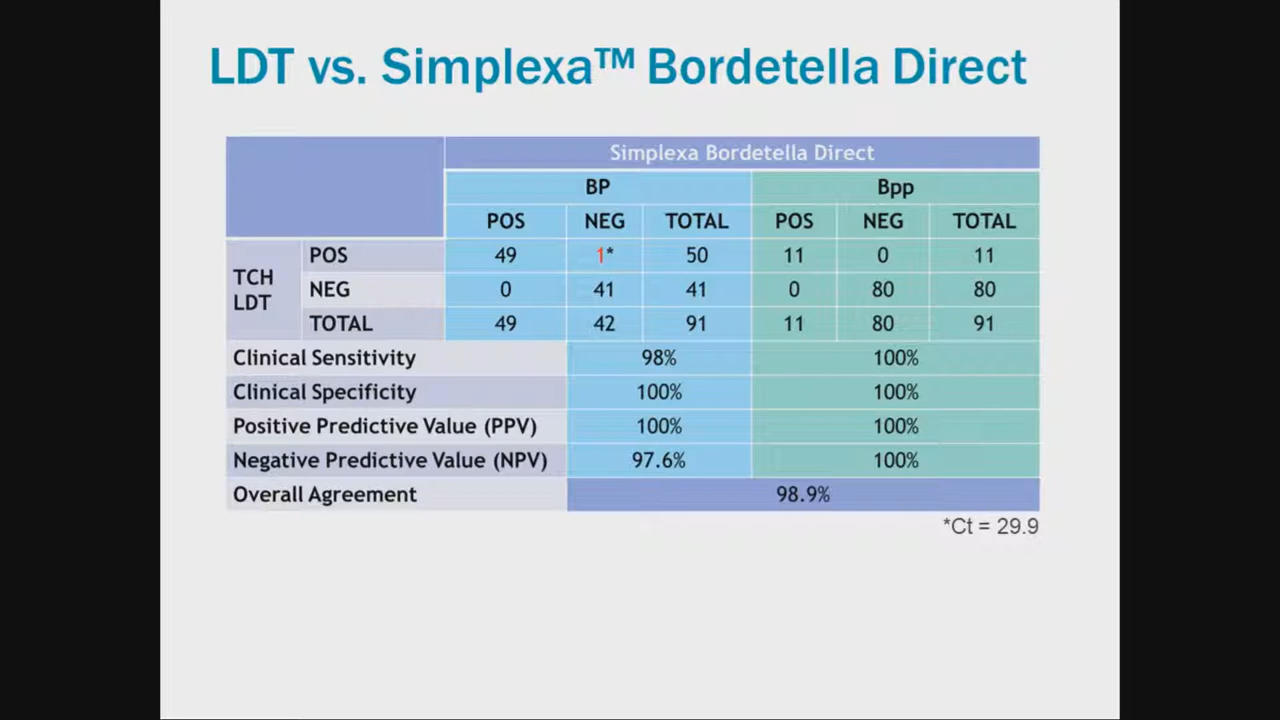 LDT vs. Simplexa™ Bordetella Direct
Simplexa Bordetella Direct
BP Bpp
POS NEG TOTAL POS NEG TOTAL
TCH LDT
POS 49 1* 50 11 0 11
NEG 0 41 41 0 80 80
TOTAL 49 42 91 11 80 91
Clinical Sensitivity 98% 100%
Clinical Specificity 100% 100%
Positive Predictive Value (PPV) 100% 100%
Negative Predictive Value (NPV) 97.6% 100%
Overall Agreement 98.9%
*Ct = 29.9